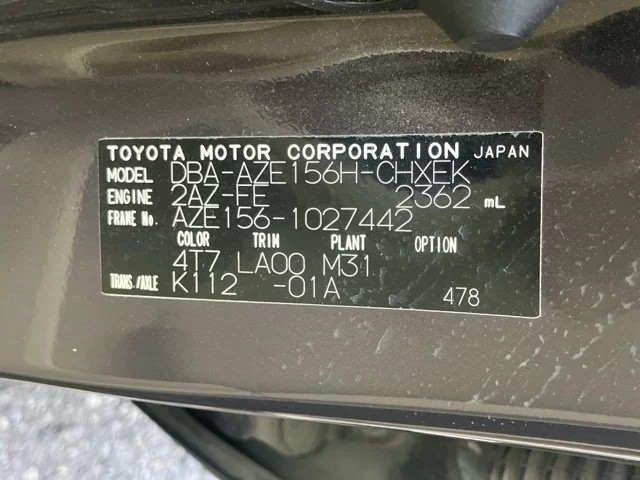 TOYOTA MOTOR CORPORATION JAPAN
MODEL DBA-AZE156H-CHXEK
ENGINE 2AZ-FE 2362 mL
FRAME No. AZE156-1027442
COLOR TRIM PLANT OPTION
4T7 LA00 M31
TRANS./AXLE K112 -01A 478